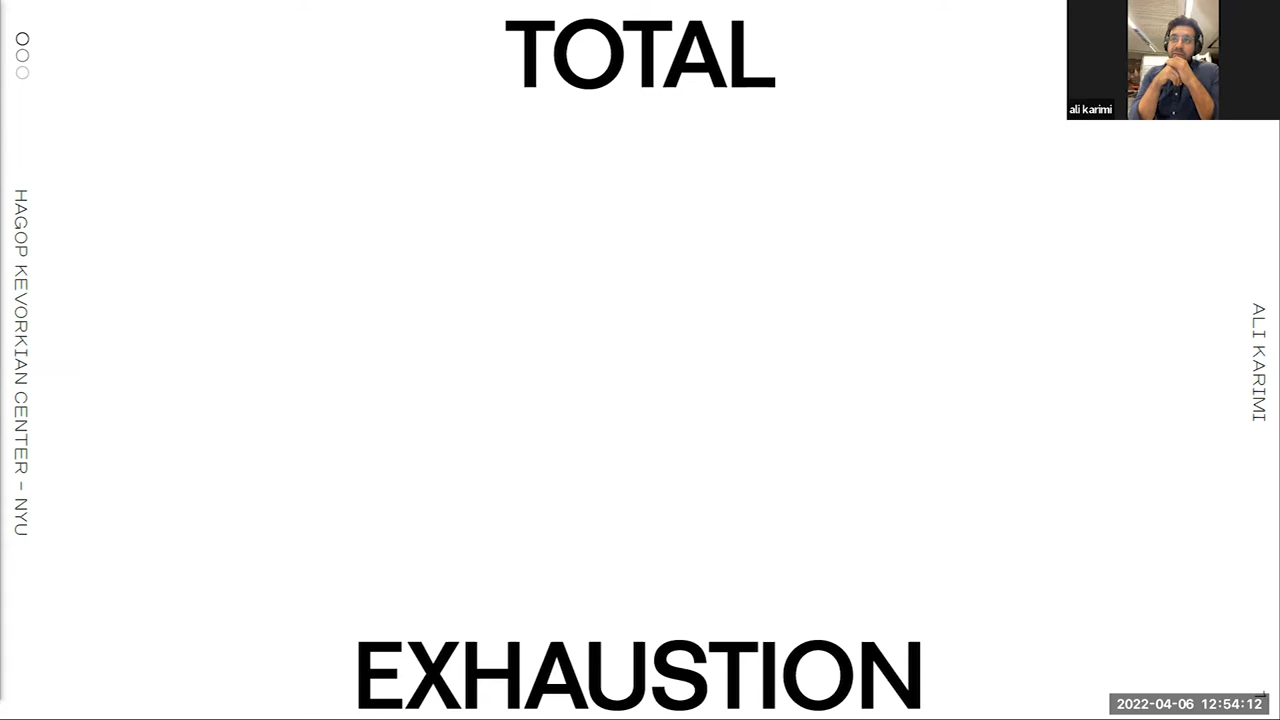 TOTAL
ali karimi
HAGOP KEVORKIAN CENTER – NYU
ALI KARIMI
EXHAUSTION
2022-04-06 12:54:12